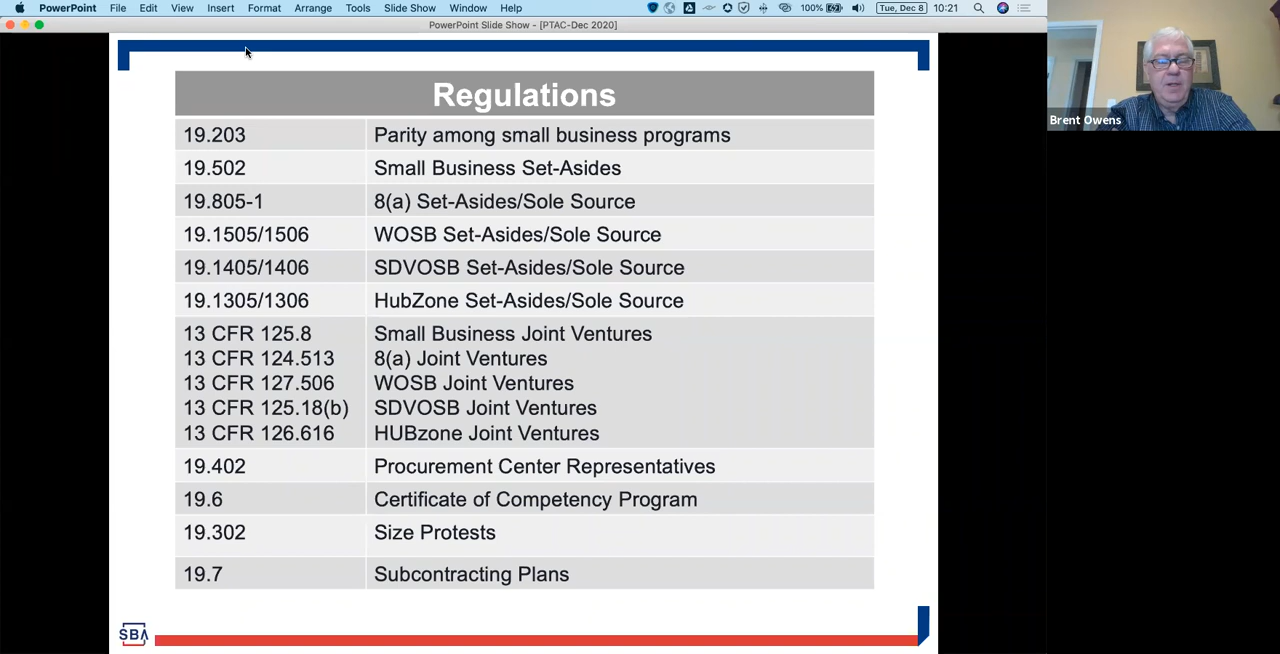 PowerPoint File Edit View Insert Format Arrange Tools Slide Show Window Help 100% Tue, Dec 8 10:21
PowerPoint Slide Show - [PTAC-Dec 2020]
Brent Owens
Regulations
19.203 Parity among small business programs
19.502 Small Business Set-Asides
19.805-1 8(a) Set-Asides/Sole Source
19.1505/1506 WOSB Set-Asides/Sole Source
19.1405/1406 SDVOSB Set-Asides/Sole Source
19.1305/1306 HubZone Set-Asides/Sole Source
13 CFR 125.8 Small Business Joint Ventures
13 CFR 124.513 8(a) Joint Ventures
13 CFR 127.506 WOSB Joint Ventures
13 CFR 125.18(b) SDVOSB Joint Ventures
13 CFR 126.616 HUBzone Joint Ventures
19.402 Procurement Center Representatives
19.6 Certificate of Competency Program
19.302 Size Protests
19.7 Subcontracting Plans
SBA